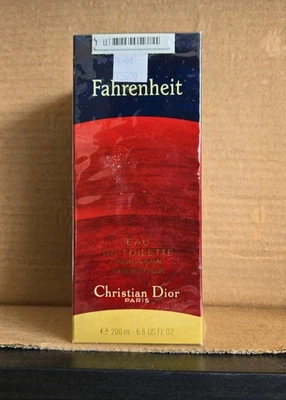 Fahrenheit
EAU
DE TOILETTE
Christian Dior
PARIS
e 200 ml - 6.8 US FL. OZ.